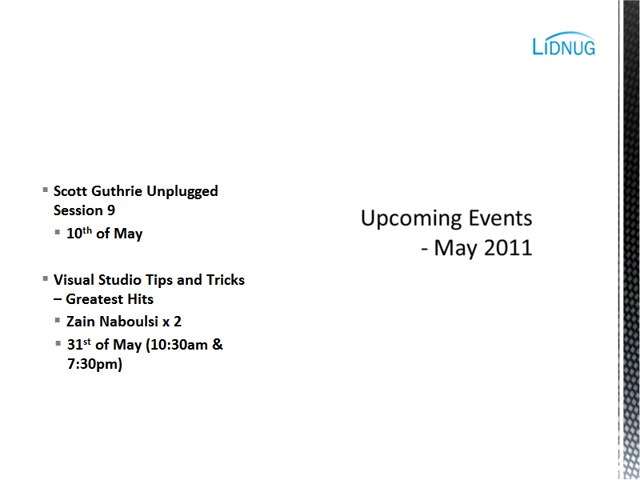 LIDNUG
Scott Guthrie Unplugged
Session 9
10th of May
Visual Studio Tips and Tricks
– Greatest Hits
Zain Naboulsi x 2
31st of May (10:30am &
7:30pm)
Upcoming Events
- May 2011